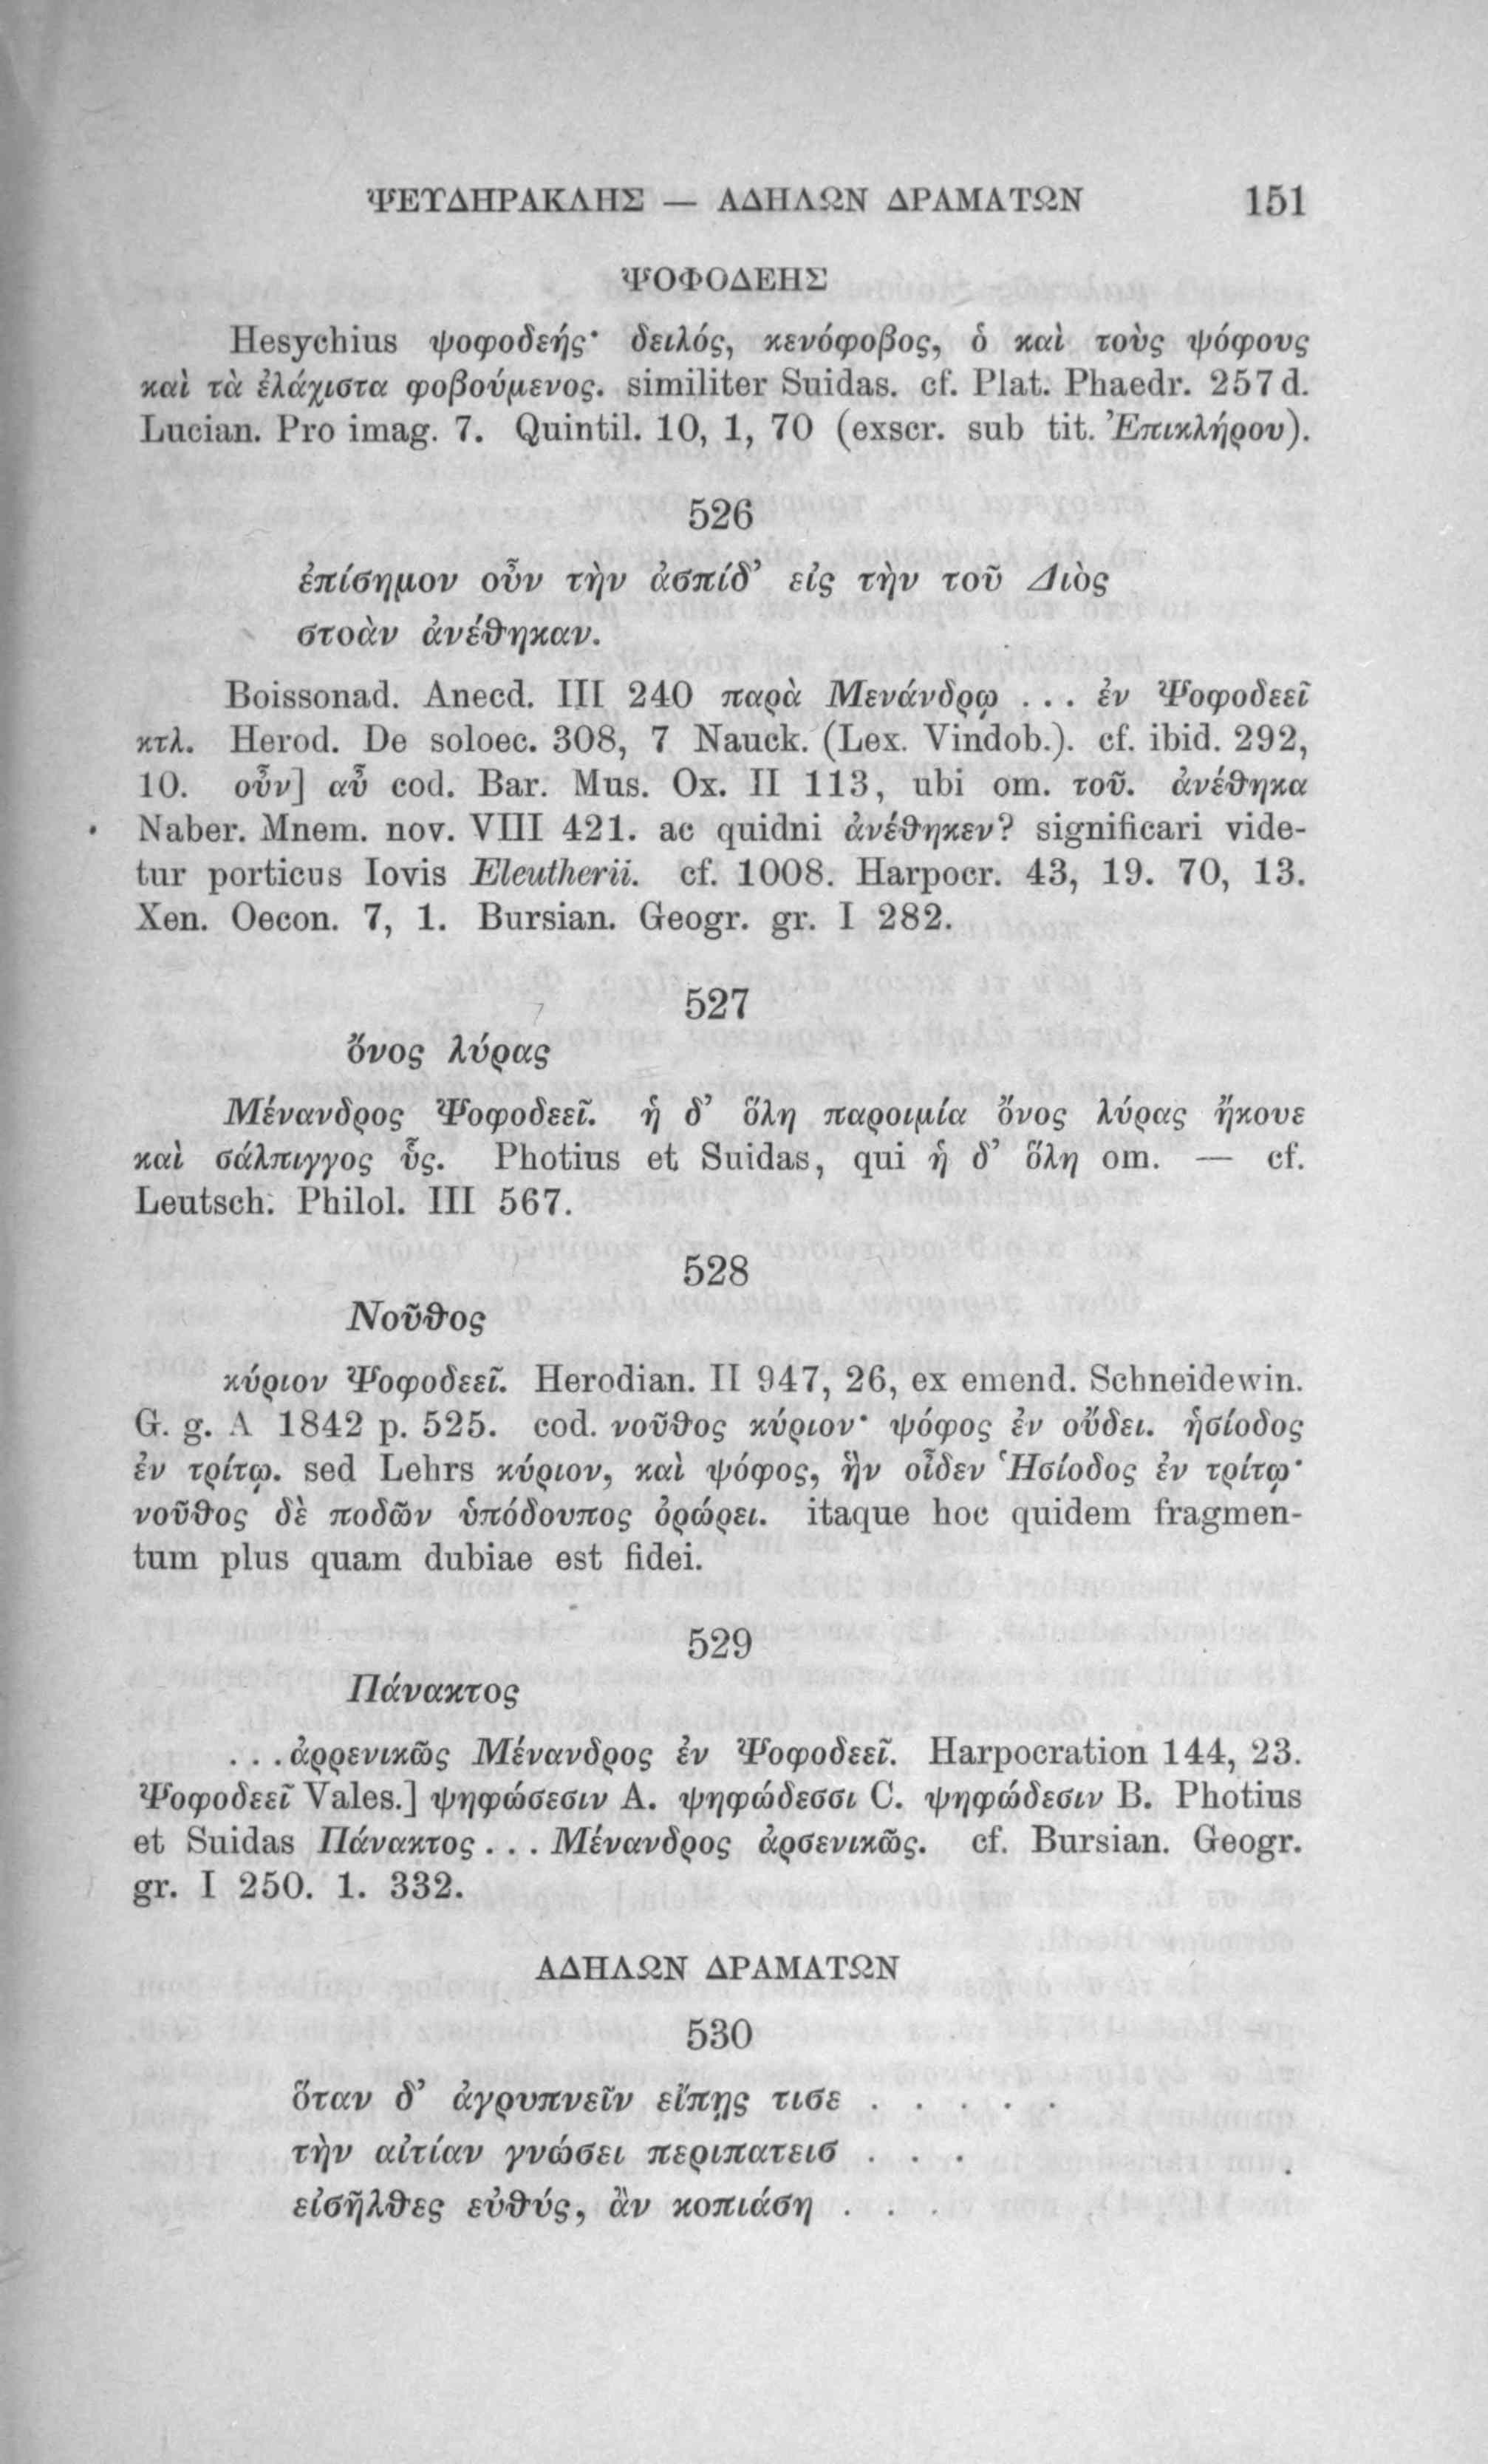 ΨΕΥΔΗΡΑΚΛΗΣ — ΑΔΗΛΩΝ ΔΡΑΜΑΤΩΝ 151
ΨΟΦΟΔΕΗΣ
Hesychius ψοφοδεής· δειλός, κενόφοβος, ὁ καὶ τοὺς ψόφους
καὶ τὰ ἐλάχιστα φοβούμενος. similiter Suidas. cf. Plat. Phaedr. 257 d.
Lucian. Pro imag. 7. Quintil. 10, 1, 70 (exscr. sub tit. Ἐπικλήρου).
526
ἐπίσημον οὖν τὴν ἀσπίδ’ εἰς τὴν τοῦ Διὸς
στοὰν ἀνέθηκαν.
Boissonad. Anecd. III 240 παρὰ Μενάνδρῳ ... ἐν Ψοφοδεεῖ
κτλ. Herod. De soloec. 308, 7 Nauck. (Lex. Vindob.). cf. ibid. 292,
10. οὖν] αὖ cod. Bar. Mus. Ox. II 113, ubi om. τοῦ. ἀνέθηκα
Naber. Mnem. nov. VIII 421. ac quidni ἀνέθηκεν? significari vide-
tur porticus Iovis Eleutherii. cf. 1008. Harpocr. 43, 19. 70, 13.
Xen. Oecon. 7, 1. Bursian. Geogr. gr. I 282.
527
ὄνος λύρας
Μένανδρος Ψοφοδεεῖ. ἡ δ’ ὅλη παροιμία ὄνος λύρας ἤκουε
καὶ σάλπιγγος ὗς. Photius et Suidas, qui ἡ δ’ ὅλη om. — cf.
Leutsch. Philol. III 567.
528
Νοῦθος
κύριον Ψοφοδεεῖ. Herodian. II 947, 26, ex emend. Schneidewin.
G. g. A 1842 p. 525. cod. νοῦθος κύριον· ψόφος ἐν οὔδει. ἡσίοδος
ἐν τρίτῳ. sed Lehrs κύριον, καὶ ψόφος, ἣν οἶδεν Ἡσίοδος ἐν τρίτῳ·
νοῦθος δὲ ποδῶν ὑπόδουπος ὀρώρει. itaque hoc quidem fragmen-
tum plus quam dubiae est fidei.
529
Πάνακτος
...ἀρρενικῶς Μένανδρος ἐν Ψοφοδεεῖ. Harpocration 144, 23.
Ψοφοδεεῖ Vales.] ψηφώσεσιν A. ψηφώδεσσι C. ψηφώδεσιν B. Photius
et Suidas Πάνακτος... Μένανδρος ἀρσενικῶς. cf. Bursian. Geogr.
gr. I 250. 1. 332.
ΑΔΗΛΩΝ ΔΡΑΜΑΤΩΝ
530
ὅταν δ’ ἀγρυπνεῖν εἴπῃς τισε . . . . .
τὴν αἰτίαν γνώσει περιπατεισ . . .
εἰσῆλθες εὐθύς, ἂν κοπιάση . . .